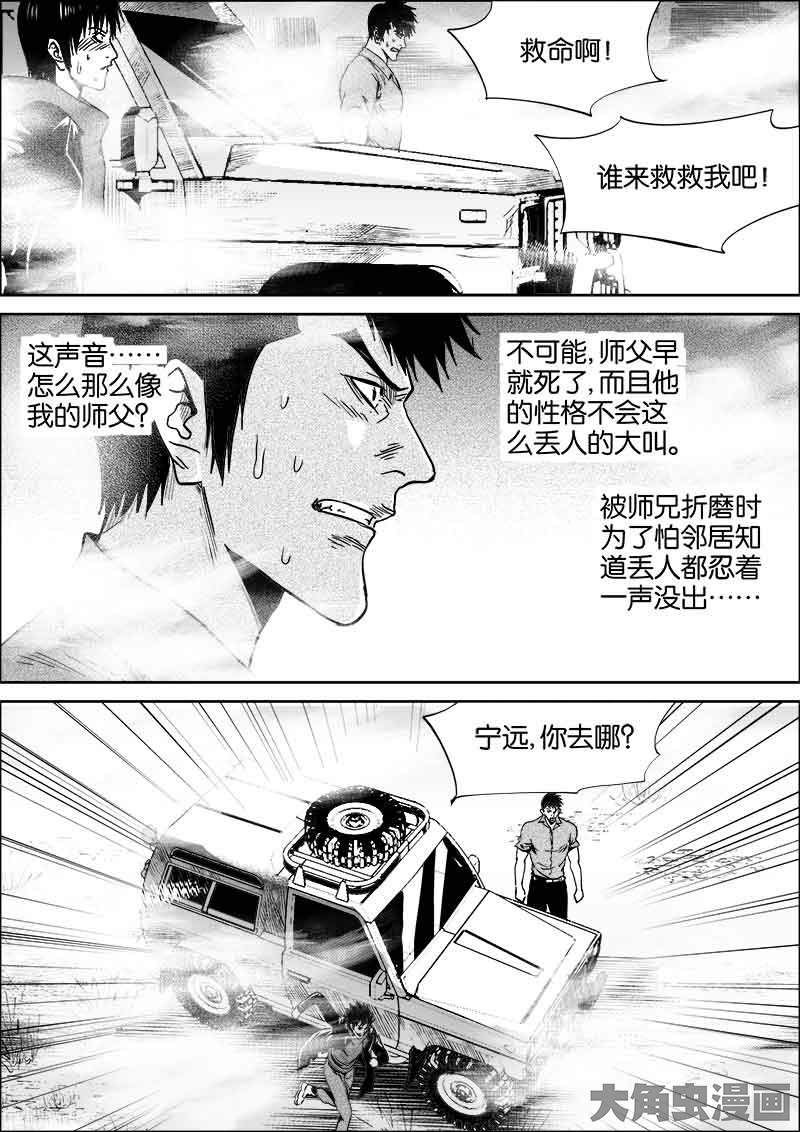 救命啊！
谁来救救我吧！
这声音……
怎么那么像
我的师父？
不可能,师父早
就死了,而且他
的性格不会这
么丢人的大叫。
被师兄折磨时
为了怕邻居知
道丢人都忍着
一声没出……
宁远,你去哪？
大角虫漫画